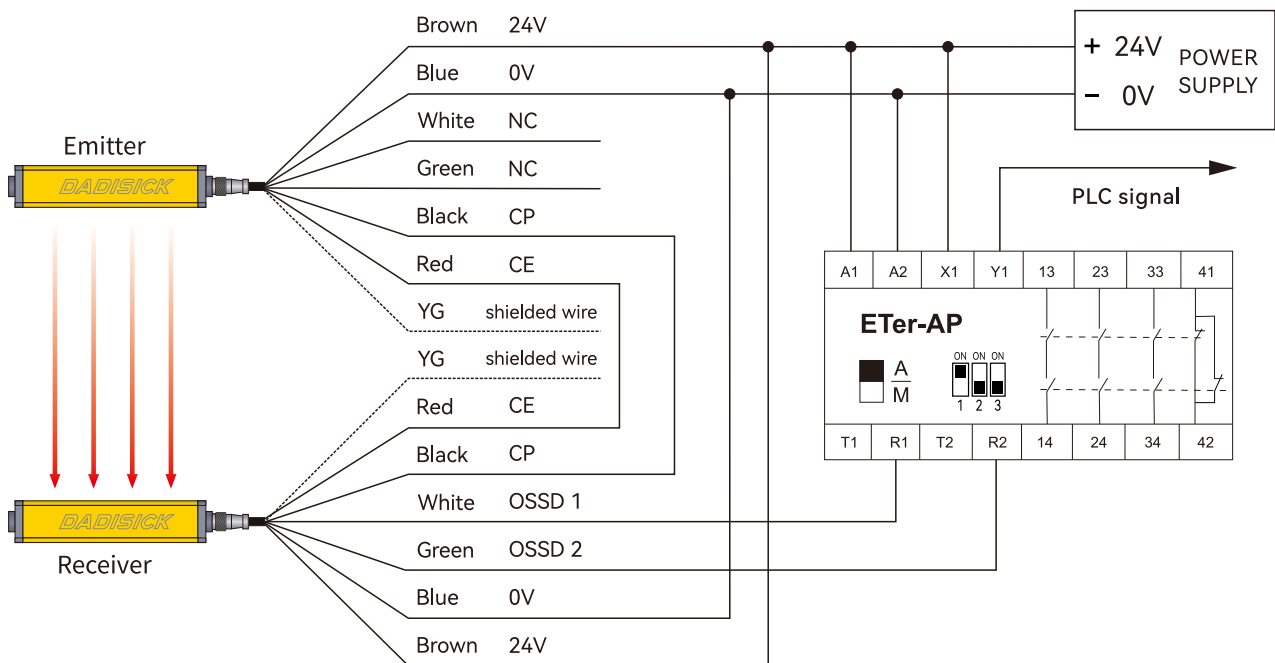 Brown 24V
Blue 0V
White NC
Green NC
Black CP
Red CE
YG shielded wire
YG shielded wire
Red CE
Black CP
White OSSD 1
Green OSSD 2
Blue 0V
Brown 24V
Emitter
DADISICK
DADISICK
Receiver
+ 24V
- 0V
POWER
SUPPLY
PLC signal
A1 A2 X1 Y1 13 23 33 41
ETer-AP
A
M
ON ON ON
1 2 3
T1 R1 T2 R2 14 24 34 42